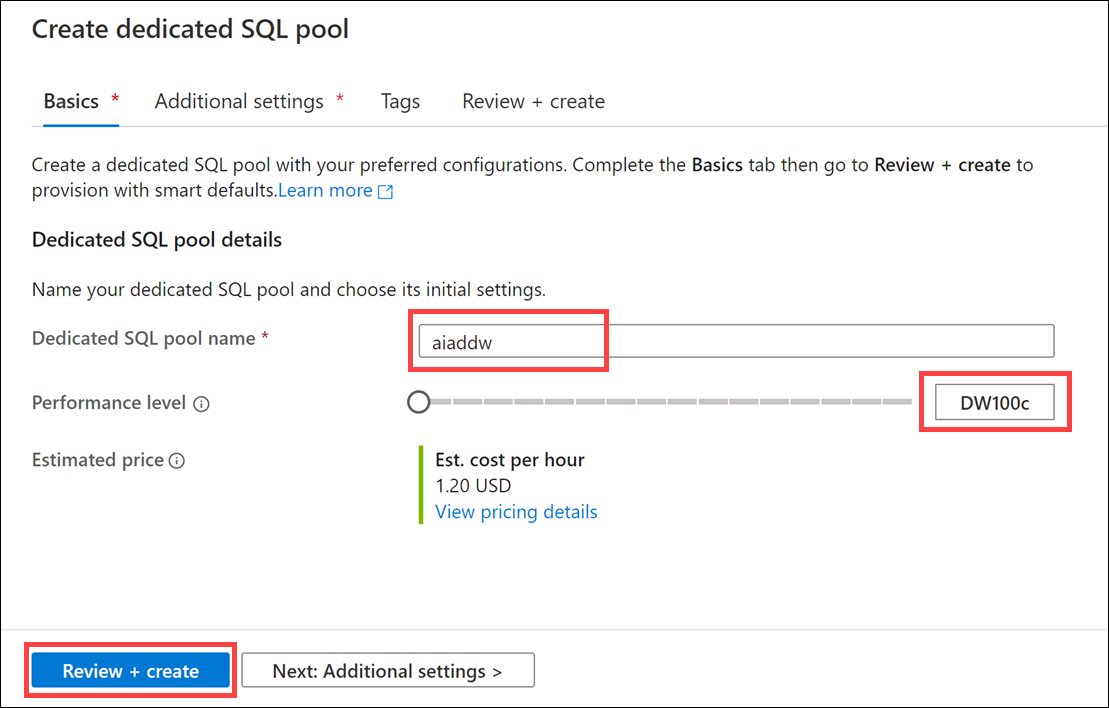 Create dedicated SQL pool
Basics * Additional settings * Tags Review + create
Create a dedicated SQL pool with your preferred configurations. Complete the Basics tab then go to Review + create to
provision with smart defaults.Learn more
Dedicated SQL pool details
Name your dedicated SQL pool and choose its initial settings.
Dedicated SQL pool name * aiaddw
Performance level DW100c
Estimated price Est. cost per hour
1.20 USD
View pricing details
Review + create Next: Additional settings >